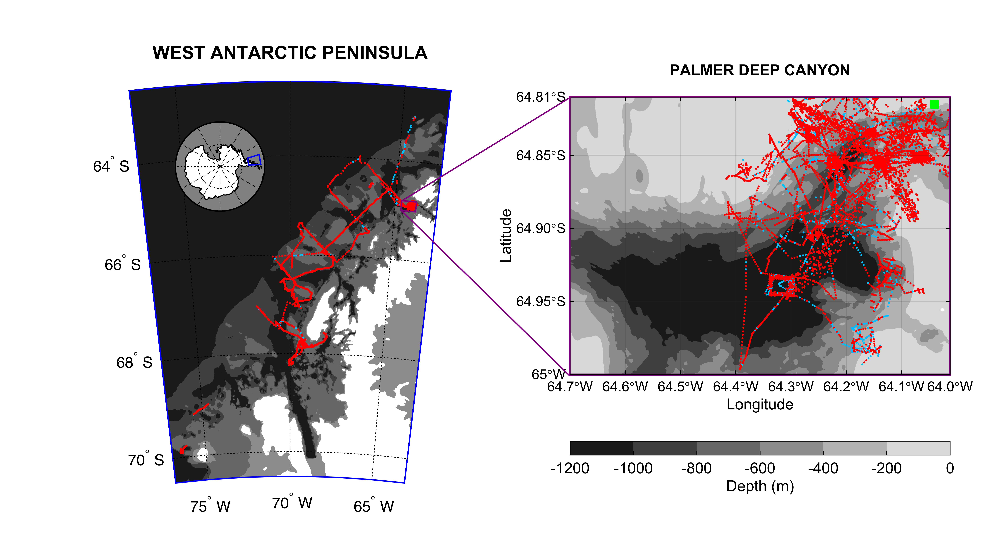 WEST ANTARCTIC PENINSULA
64° S
66° S
68° S
70° S
75° W
70° W
65° W
PALMER DEEP CANYON
64.81°S
64.85°S
64.90°S
64.95°S
65°W
Latitude
64.7°W 64.6°W 64.5°W 64.4°W 64.3°W 64.2°W 64.1°W 64.0°W
Longitude
-1200 -1000 -800 -600 -400 -200 0
Depth (m)